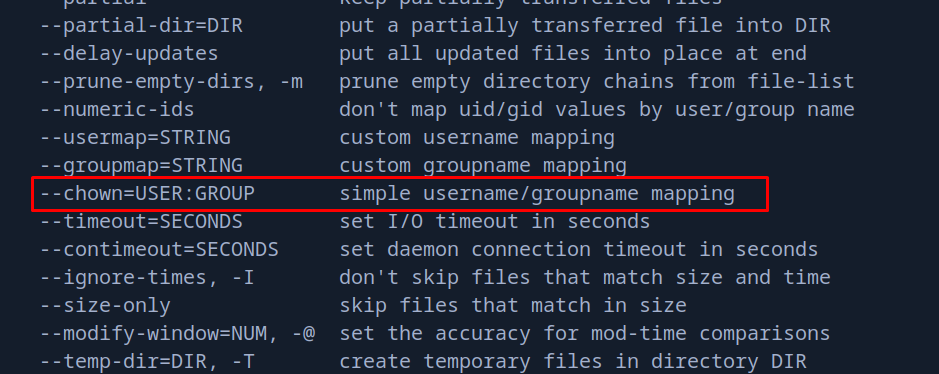 --partial keep partially transferred files
--partial-dir=DIR put a partially transferred file into DIR
--delay-updates put all updated files into place at end
--prune-empty-dirs, -m prune empty directory chains from file-list
--numeric-ids don't map uid/gid values by user/group name
--usermap=STRING custom username mapping
--groupmap=STRING custom groupname mapping
--chown=USER:GROUP simple username/groupname mapping
--timeout=SECONDS set I/O timeout in seconds
--contimeout=SECONDS set daemon connection timeout in seconds
--ignore-times, -I don't skip files that match size and time
--size-only skip files that match in size
--modify-window=NUM, -@ set the accuracy for mod-time comparisons
--temp-dir=DIR, -T create temporary files in directory DIR